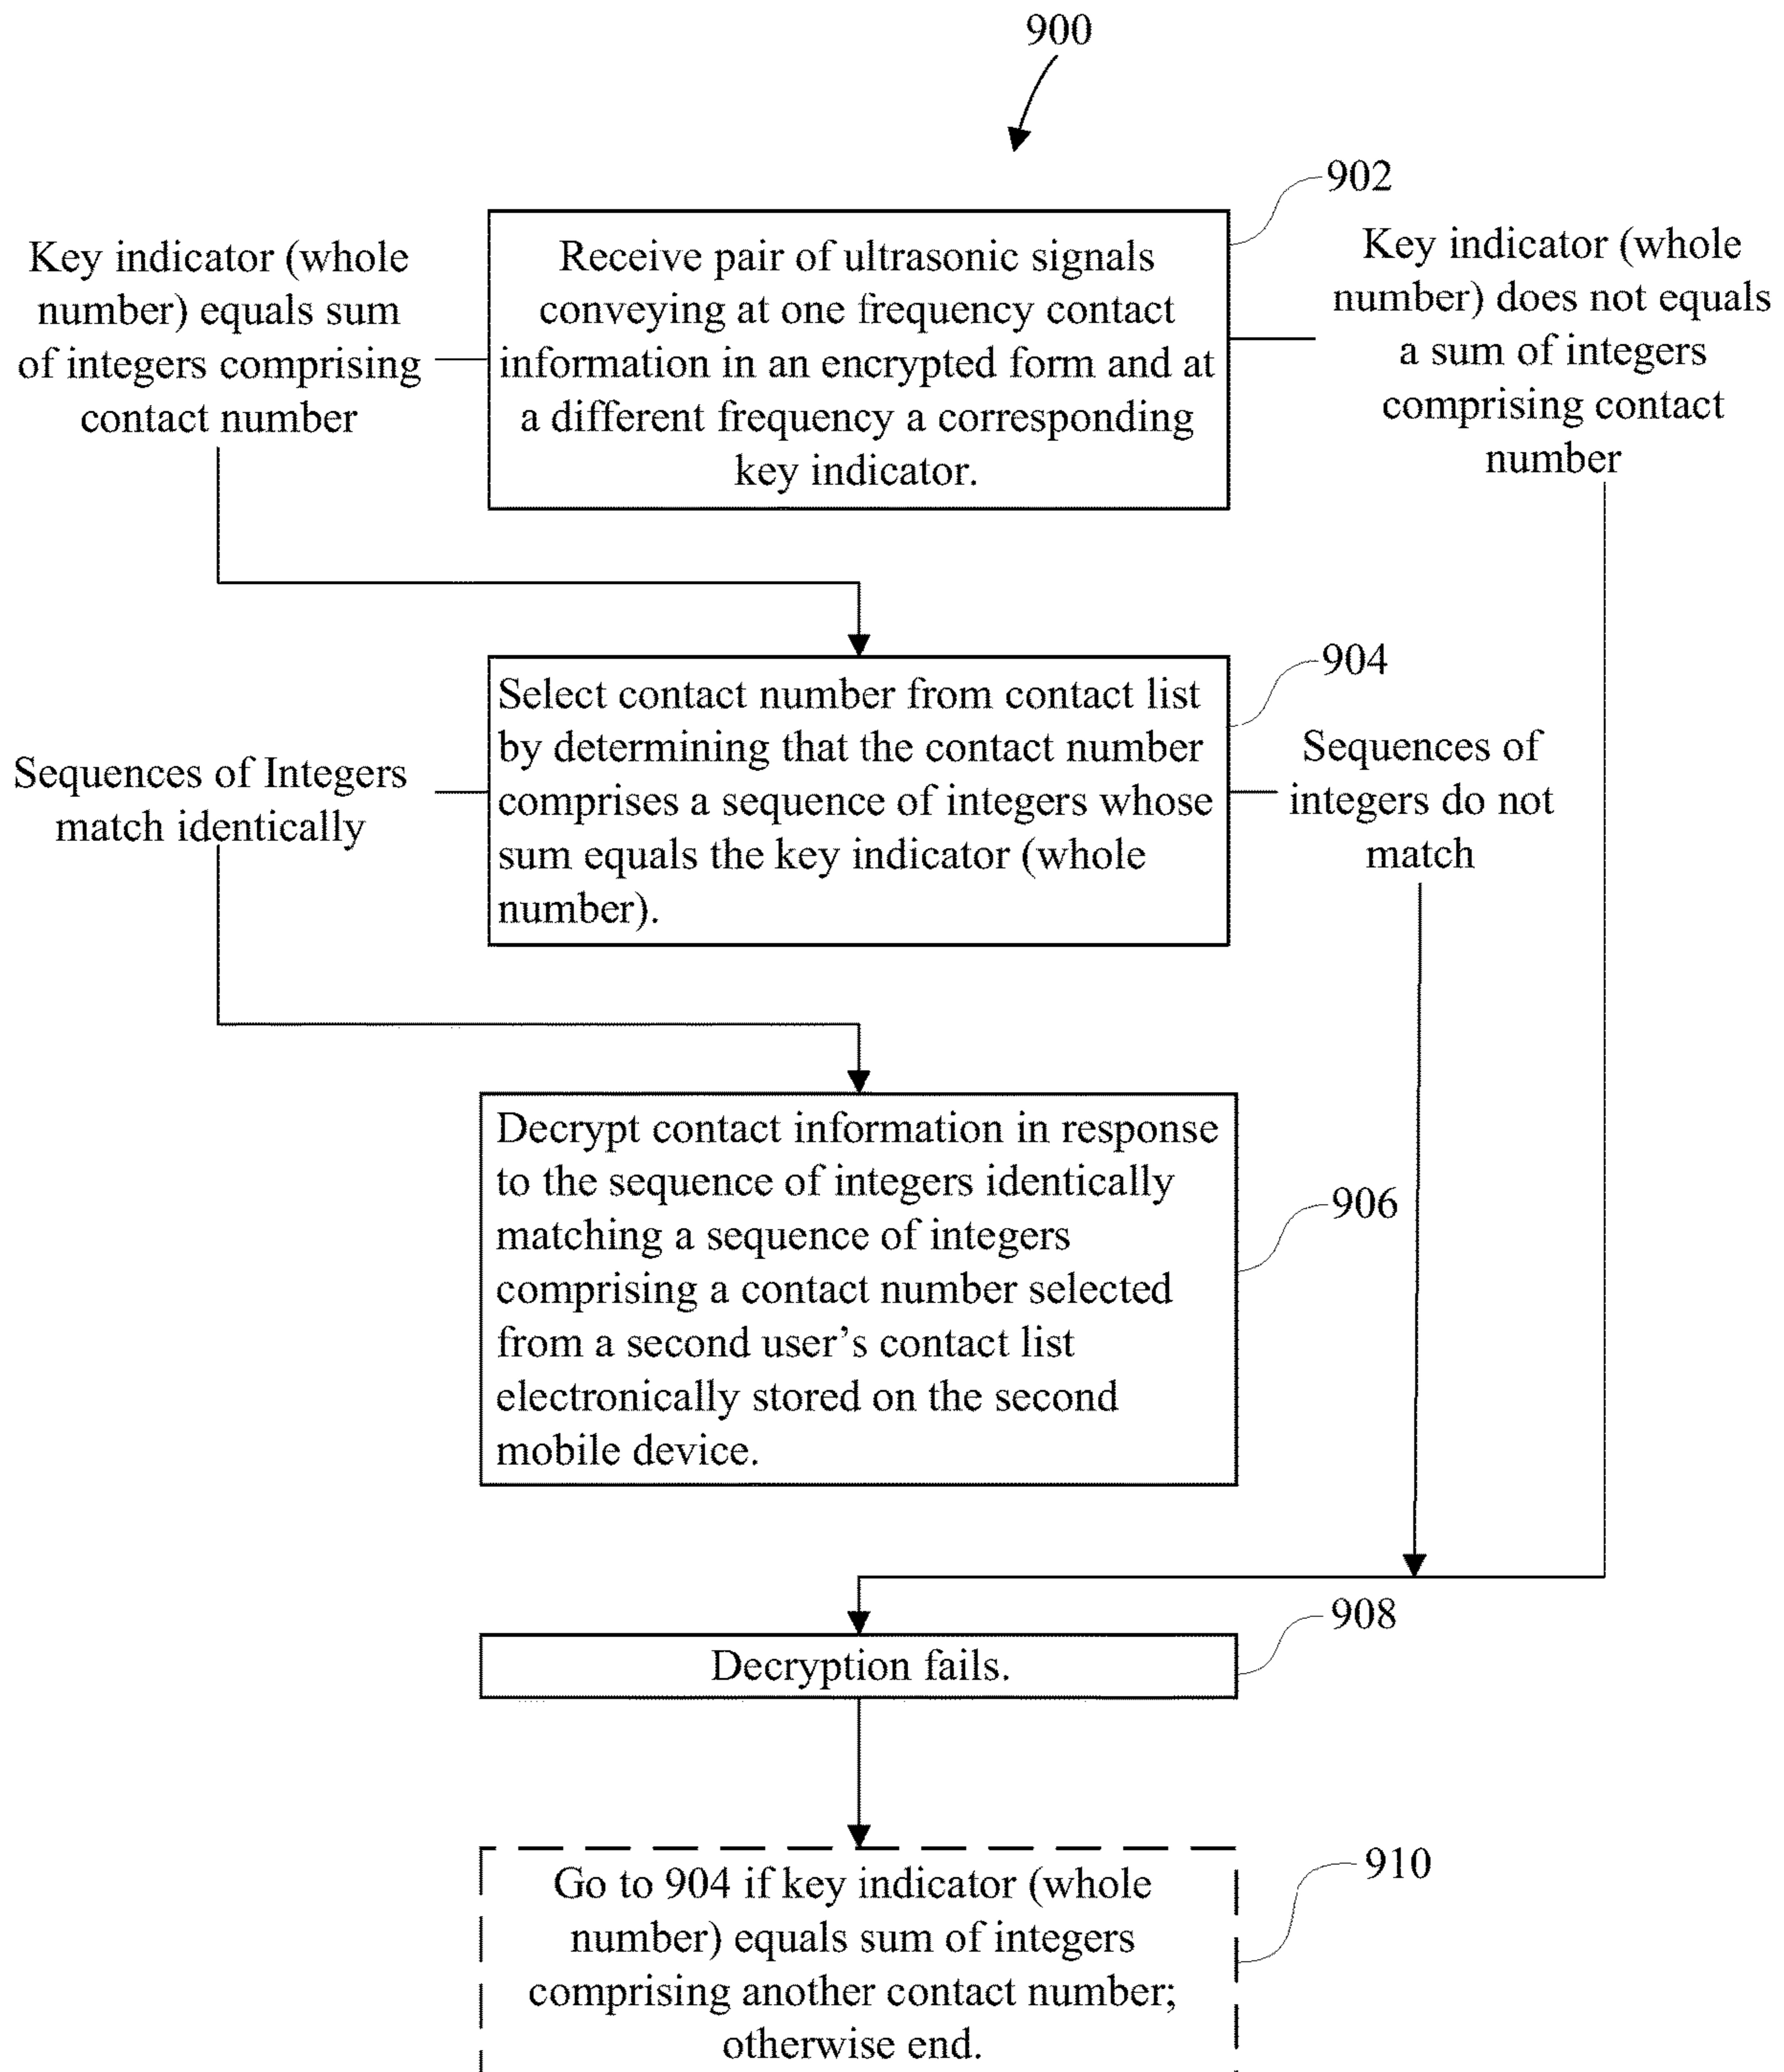 900
902
Key indicator (whole
number) equals sum
of integers comprising
contact number
Receive pair of ultrasonic signals
conveying at one frequency contact
information in an encrypted form and at
a different frequency a corresponding
key indicator.
Key indicator (whole
number) does not equals
a sum of integers
comprising contact
number
904
Sequences of Integers
match identically
Select contact number from contact list
by determining that the contact number
comprises a sequence of integers whose
sum equals the key indicator (whole
number).
Sequences of
integers do not
match
Decrypt contact information in response
to the sequence of integers identically
matching a sequence of integers
comprising a contact number selected
from a second user’s contact list
electronically stored on the second
mobile device.
906
908
Decryption fails.
910
Go to 904 if key indicator (whole
number) equals sum of integers
comprising another contact number;
otherwise end.